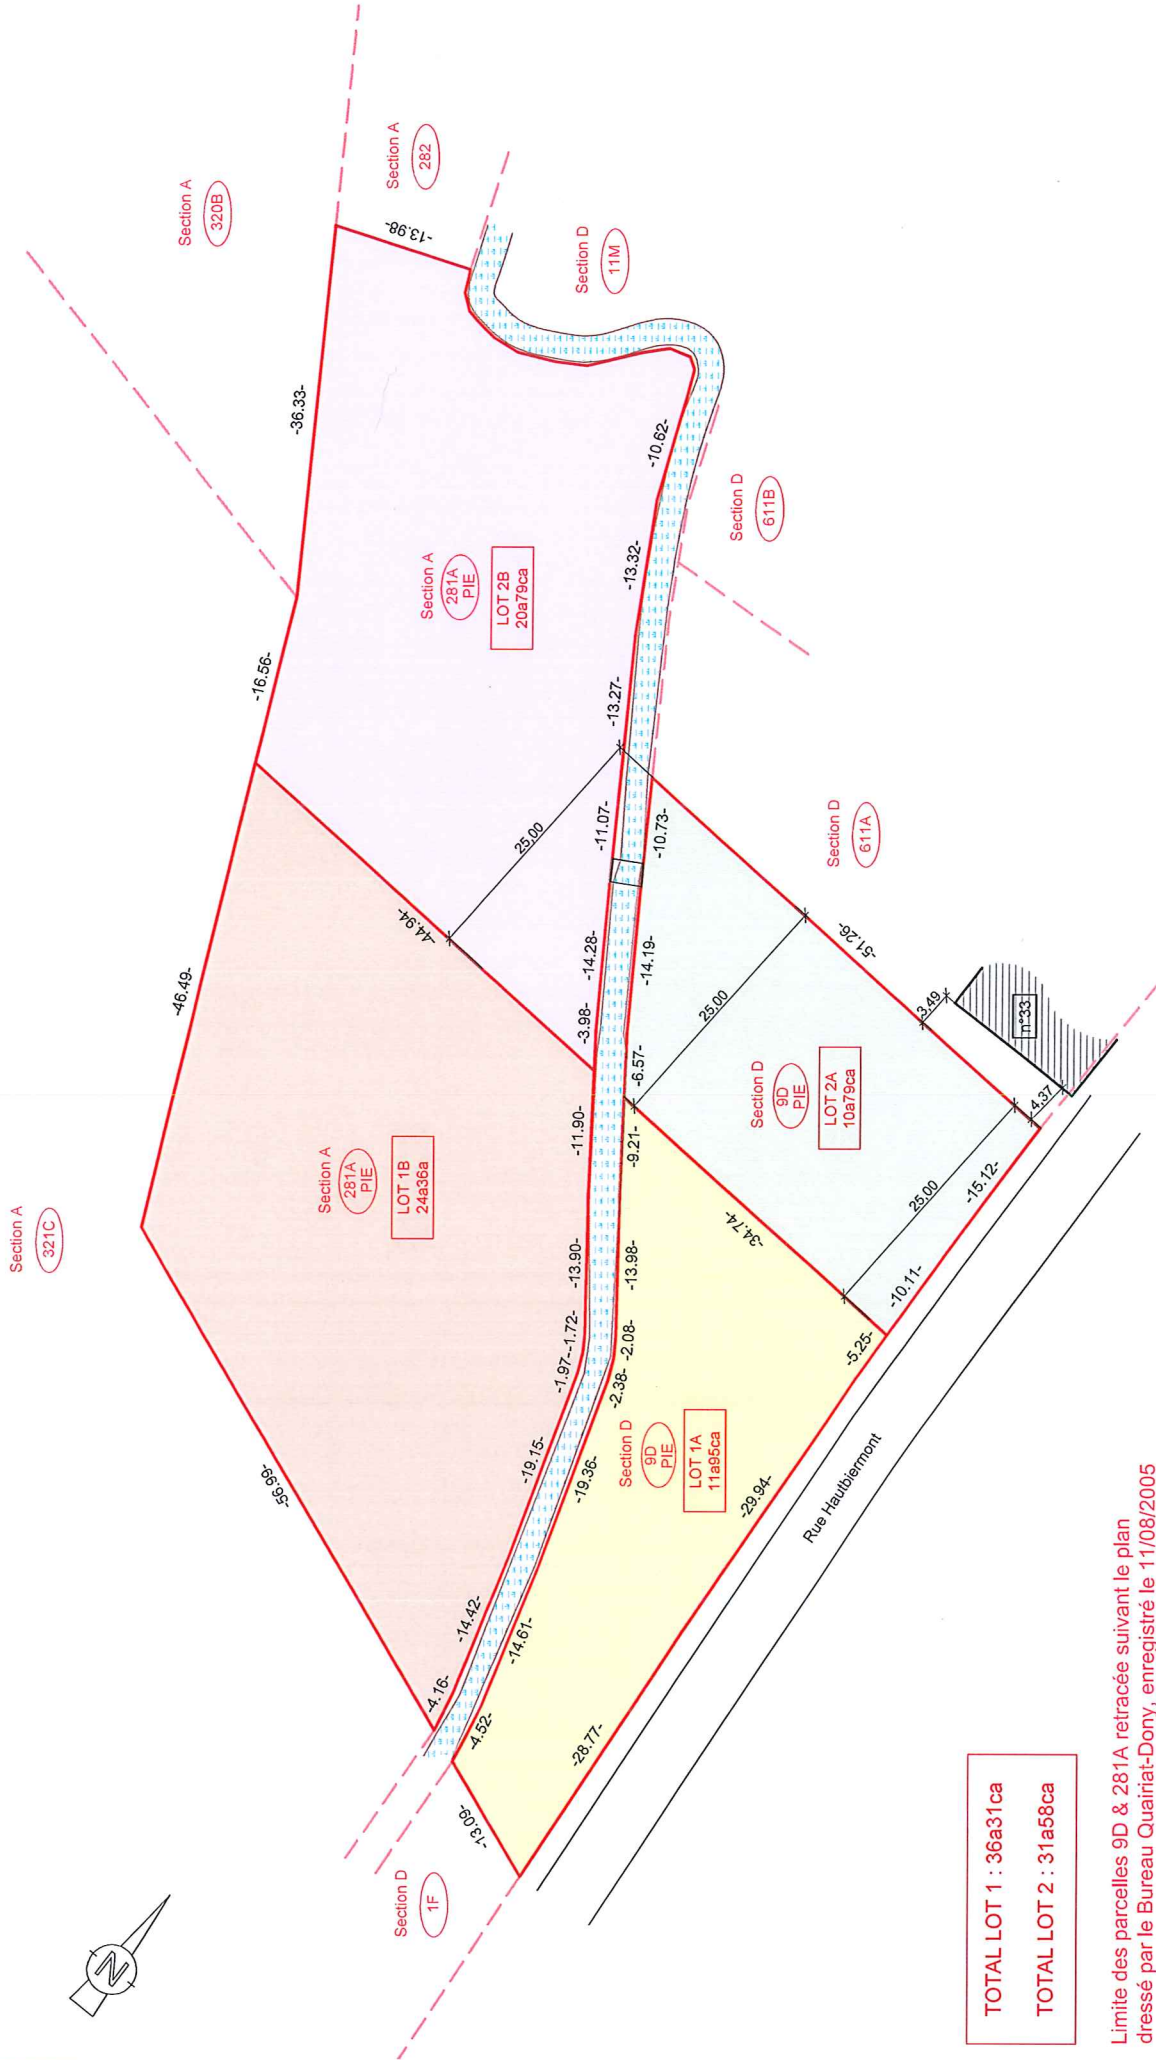 Section A
321C
Section A
320B
Section A
282
Section D
11M
Section D
611B
Section D
611A
Section D
1F
-56.99-
-46.49-
-16.56-
-36.33-
-13.98-
Section A
281A
PIE
LOT 1B
24a36a
Section A
281A
PIE
LOT 2B
20a79ca
-44.94-
25,00
-4.16-
-14.42-
-19.15-
-1.97-
-1.72-
-13.90-
-11.90-
-3.98-
-14.28-
-11.07-
-13.27-
-13.32-
-10.62-
-4.52-
-14.61-
-19.36-
-2.38-
-2.08-
-13.98-
-9.21-
-6.57-
-14.19-
-10.73-
-13.09-
-28.77-
-29.94-
-5.25-
-10.11-
-15.12-
-34.74-
-51.26-
25,00
25,00
3,49
4,37
n°33
Section D
9D
PIE
LOT 1A
11a95ca
Section D
9D
PIE
LOT 2A
10a79ca
Rue Hautbiermont
N
TOTAL LOT 1 : 36a31ca
TOTAL LOT 2 : 31a58ca
Limite des parcelles 9D & 281A retracée suivant le plan
dressé par le Bureau Quairiat-Dony, enregistré le 11/08/2005